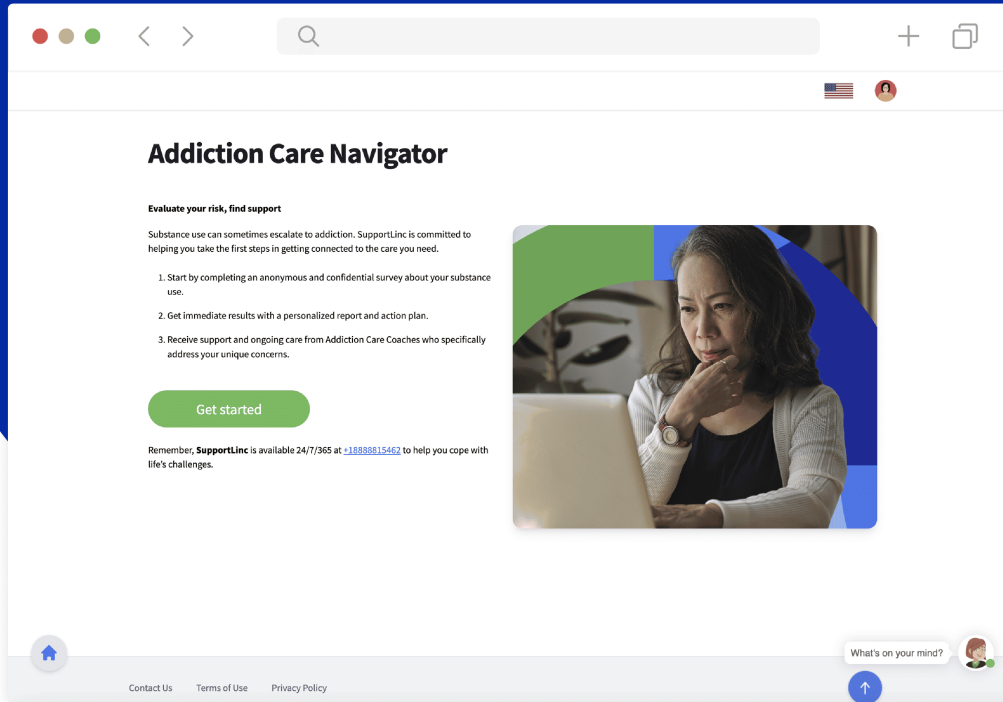 Addiction Care Navigator
Evaluate your risk, find support
Substance use can sometimes escalate to addiction. SupportLinc is committed to
helping you take the first steps in getting connected to the care you need.
1. Start by completing an anonymous and confidential survey about your substance
use.
2. Get immediate results with a personalized report and action plan.
3. Receive support and ongoing care from Addiction Care Coaches who specifically
address your unique concerns.
Get started
Remember, SupportLinc is available 24/7/365 at +18888815462 to help you cope with
life's challenges.
What's on your mind?
Contact Us Terms of Use Privacy Policy